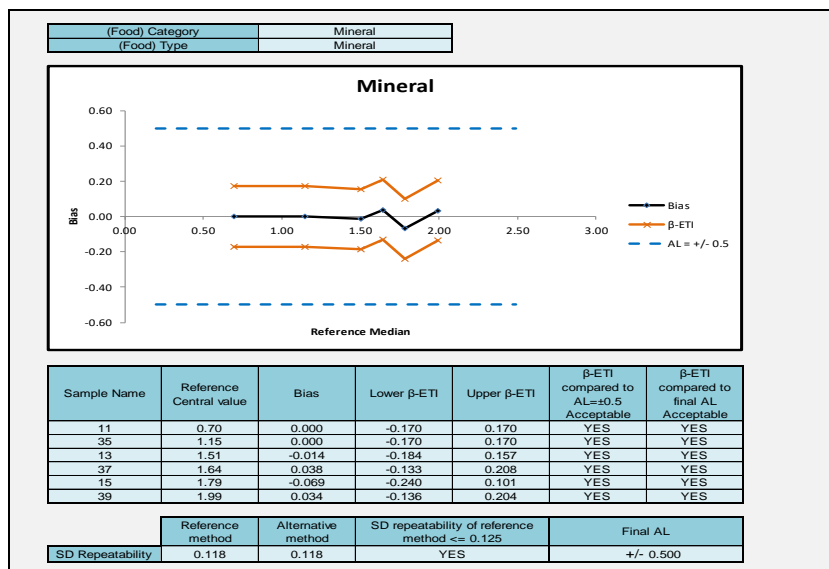 (Food) Category Mineral
(Food) Type Mineral
Mineral
0.60
0.40
0.20
0.00
-0.20
-0.40
-0.60
0.00 0.50 1.00 1.50 2.00 2.50 3.00
Bias
Reference Median
Bias
β-ETI
AL = +/- 0.5
Sample Name Reference Central value Bias Lower β-ETI Upper β-ETI β-ETI compared to AL=±0.5 Acceptable β-ETI compared to final AL Acceptable
11 0.70 0.000 -0.170 0.170 YES YES
35 1.15 0.000 -0.170 0.170 YES YES
13 1.51 -0.014 -0.184 0.157 YES YES
37 1.64 0.038 -0.133 0.208 YES YES
15 1.79 -0.069 -0.240 0.101 YES YES
39 1.99 0.034 -0.136 0.204 YES YES
Reference method Alternative method SD repeatability of reference method <= 0.125 Final AL
SD Repeatability 0.118 0.118 YES +/- 0.500